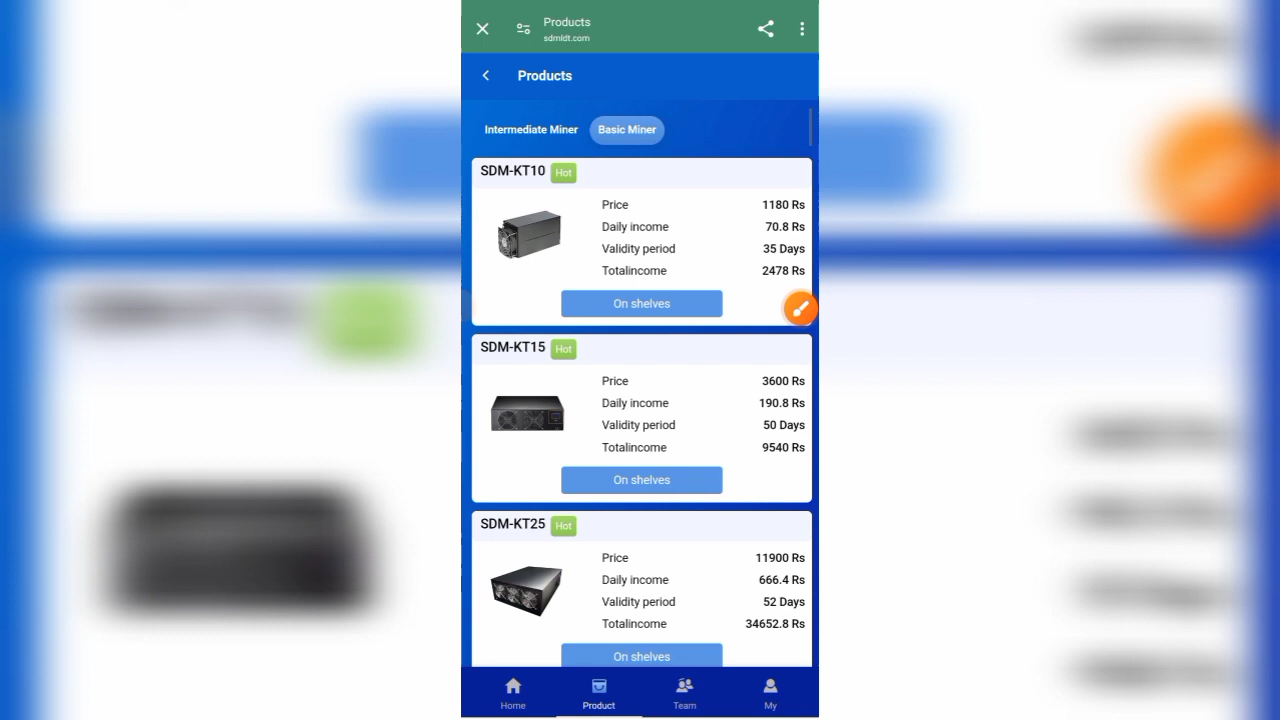 Products
sdmldt.com
Products
Intermediate Miner
Basic Miner
SDM-KT10 Hot
Price 1180 Rs
Daily income 70.8 Rs
Validity period 35 Days
Totalincome 2478 Rs
On shelves
SDM-KT15 Hot
Price 3600 Rs
Daily income 190.8 Rs
Validity period 50 Days
Totalincome 9540 Rs
On shelves
SDM-KT25 Hot
Price 11900 Rs
Daily income 666.4 Rs
Validity period 52 Days
Totalincome 34652.8 Rs
On shelves
Home Product Team My